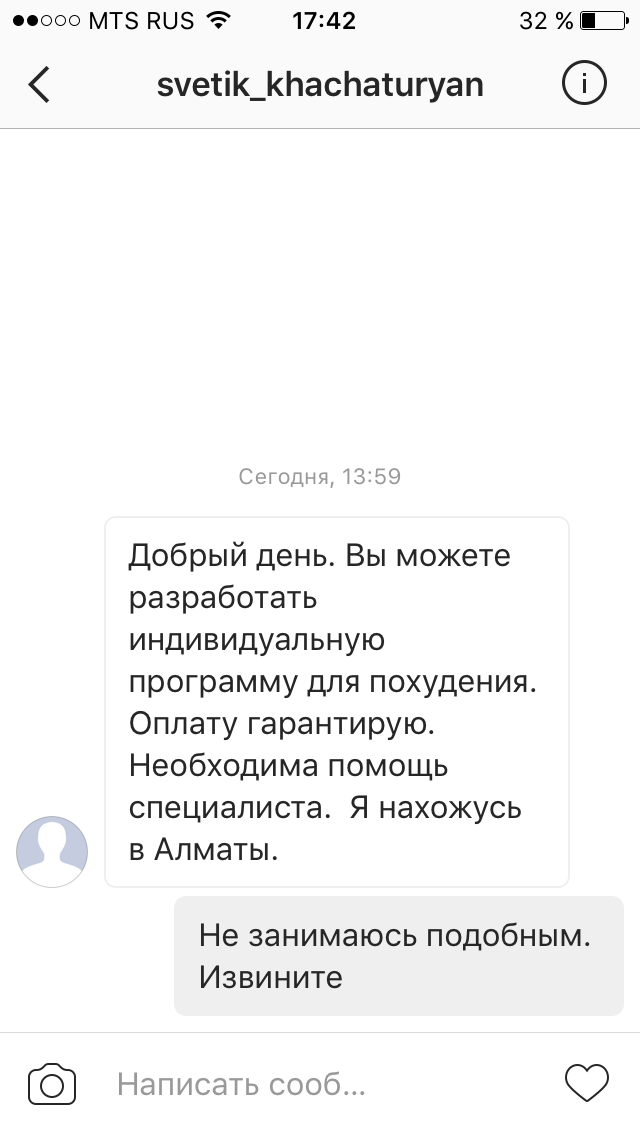 MTS RUS 17:42 32 %
svetik_khachaturyan
Сегодня, 13:59
Добрый день. Вы можете
разработать
индивидуальную
программу для похудения.
Оплату гарантирую.
Необходима помощь
специалиста.  Я нахожусь
в Алматы.
Не занимаюсь подобным.
Извините
Написать сооб...